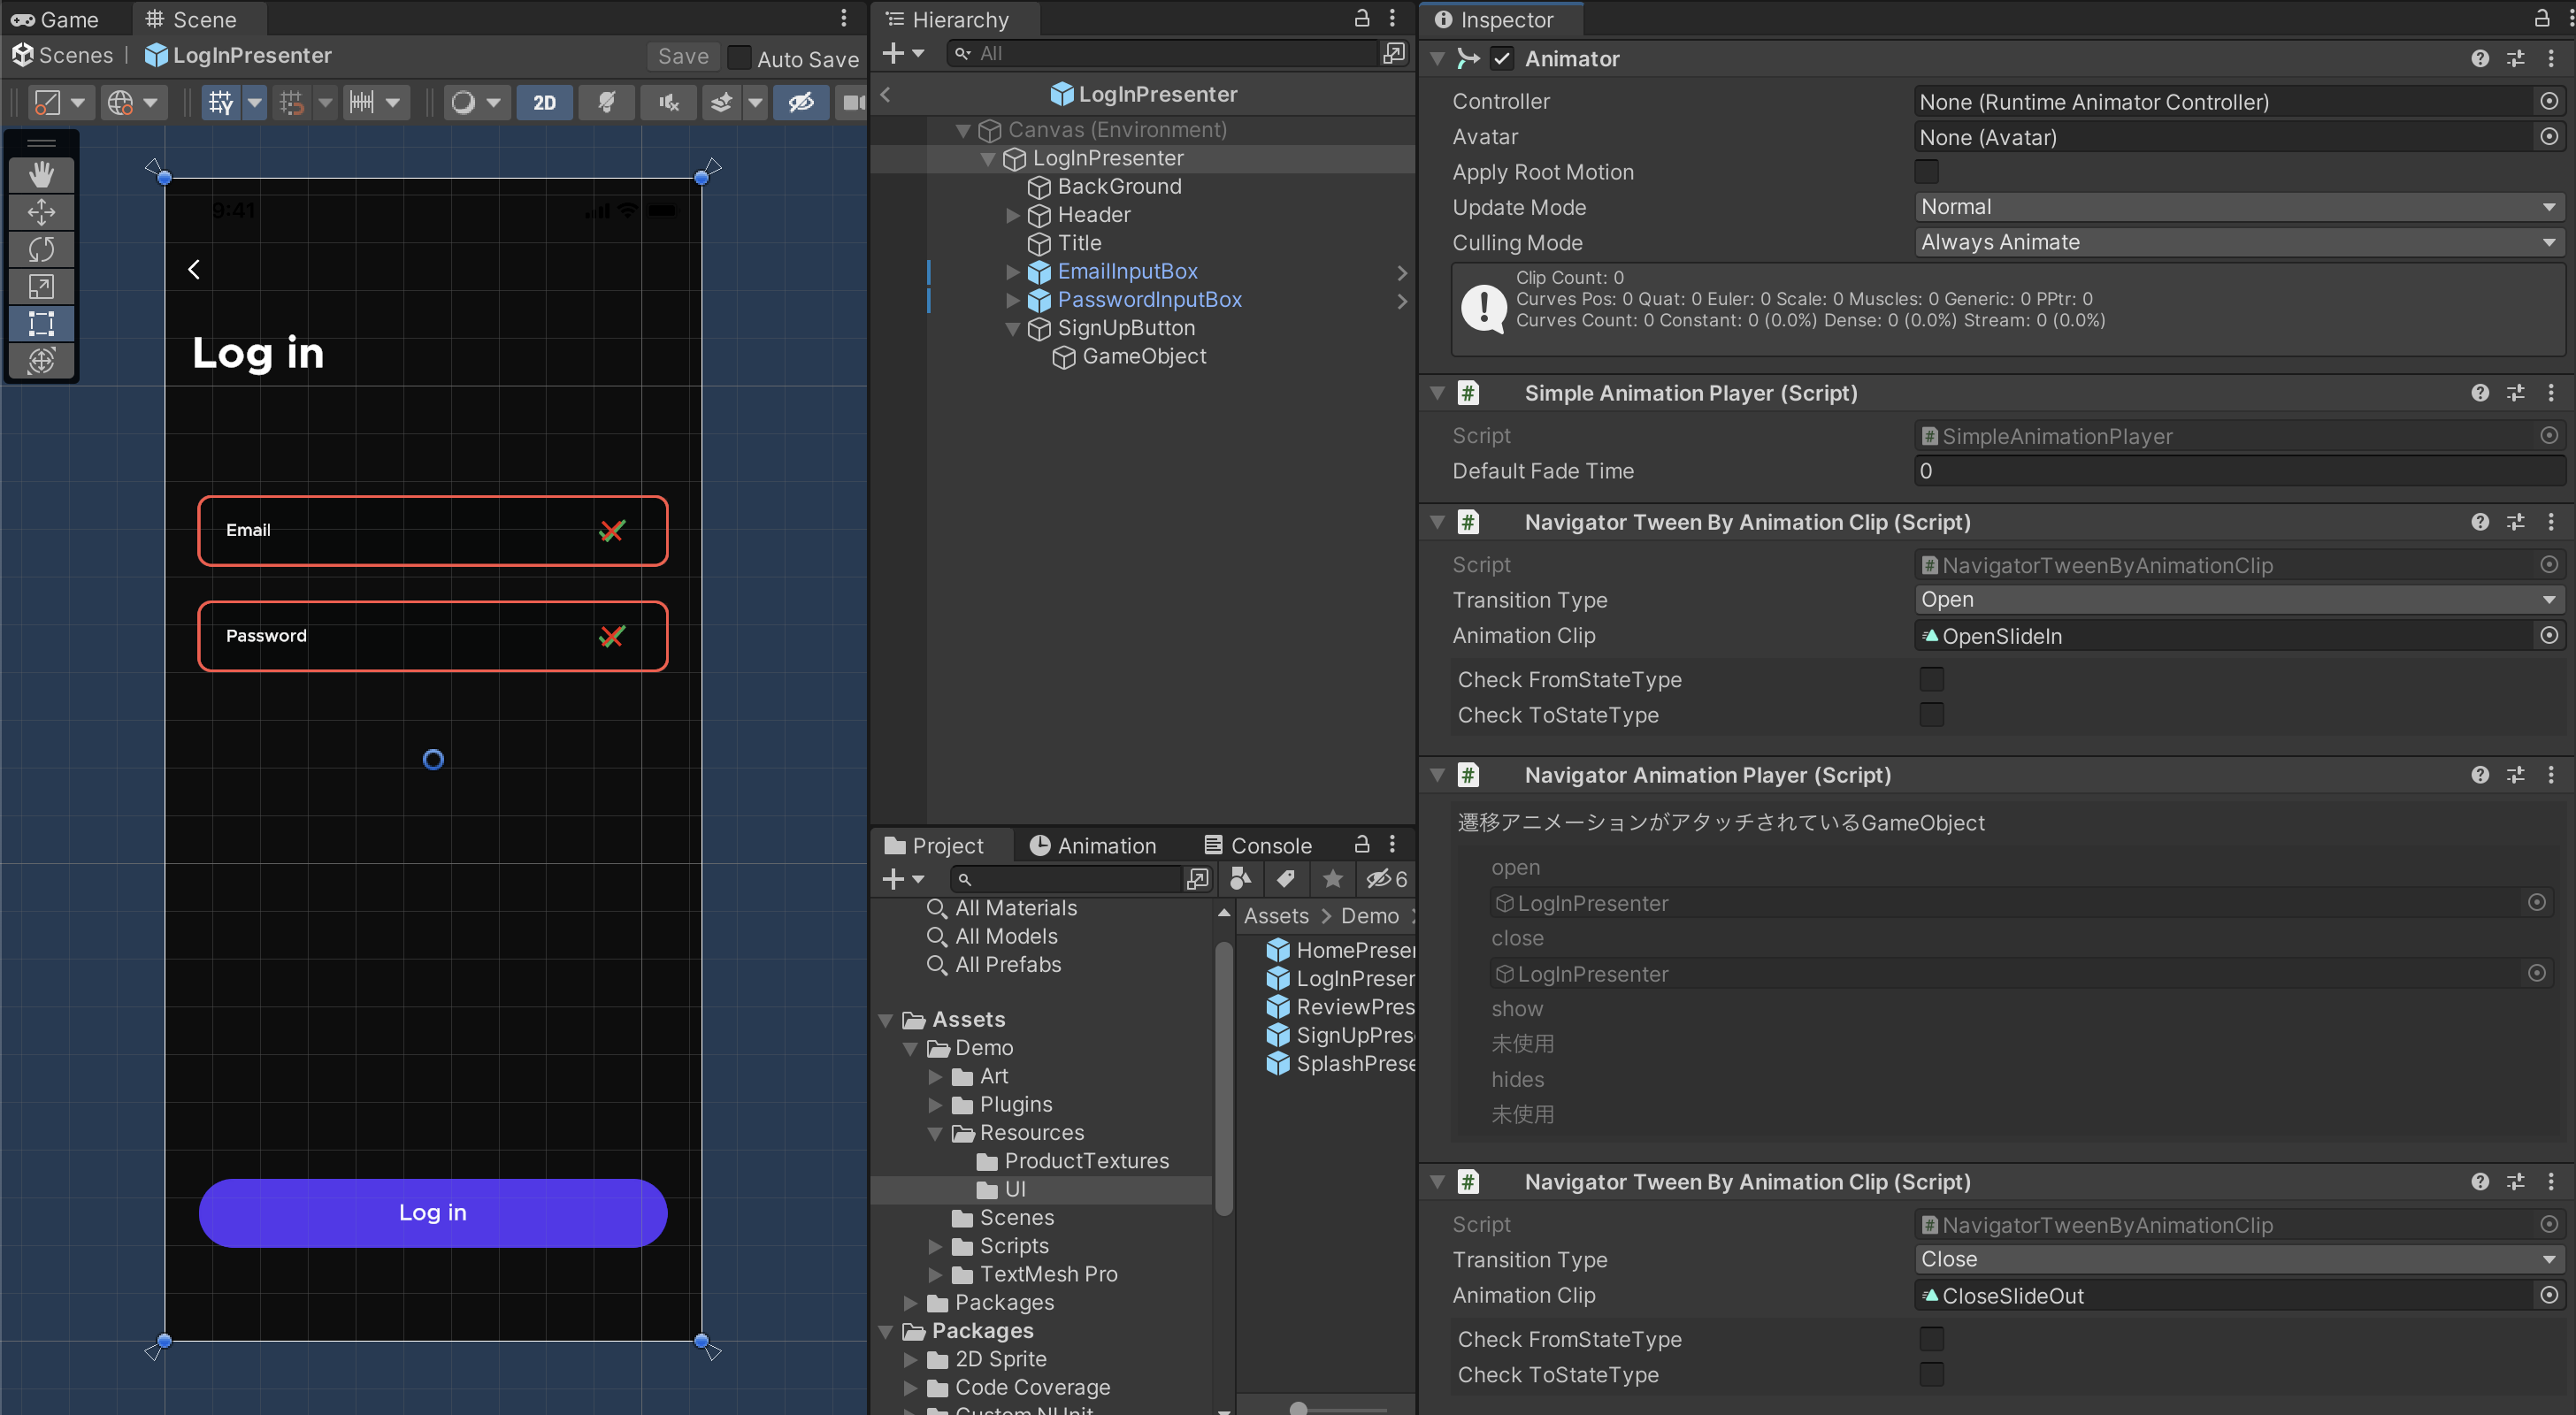 Game
Scene
Scenes
LogInPresenter
Save
Auto Save
2D
9:41
Log in
Email
Password
Log in
Hierarchy
All
LogInPresenter
Canvas (Environment)
LogInPresenter
BackGround
Header
Title
EmailInputBox
PasswordInputBox
SignUpButton
GameObject
Project
Animation
Console
6
All Materials
All Models
All Prefabs
Assets
Demo
Art
Plugins
Resources
ProductTextures
UI
Scenes
Scripts
TextMesh Pro
Packages
Packages
2D Sprite
Code Coverage
Assets > Demo
HomePreser
LogInPreser
ReviewPres
SignUpPres
SplashPrese
Inspector
Animator
Controller
None (Runtime Animator Controller)
Avatar
None (Avatar)
Apply Root Motion
Update Mode
Normal
Culling Mode
Always Animate
Clip Count: 0
Curves Pos: 0 Quat: 0 Euler: 0 Scale: 0 Muscles: 0 Generic: 0 PPtr: 0
Curves Count: 0 Constant: 0 (0.0%) Dense: 0 (0.0%) Stream: 0 (0.0%)
Simple Animation Player (Script)
Script
SimpleAnimationPlayer
Default Fade Time
0
Navigator Tween By Animation Clip (Script)
Script
NavigatorTweenByAnimationClip
Transition Type
Open
Animation Clip
OpenSlideIn
Check FromStateType
Check ToStateType
Navigator Animation Player (Script)
遷移アニメーションがアタッチされているGameObject
open
LogInPresenter
close
LogInPresenter
show
未使用
hides
未使用
Navigator Tween By Animation Clip (Script)
Script
NavigatorTweenByAnimationClip
Transition Type
Close
Animation Clip
CloseSlideOut
Check FromStateType
Check ToStateType